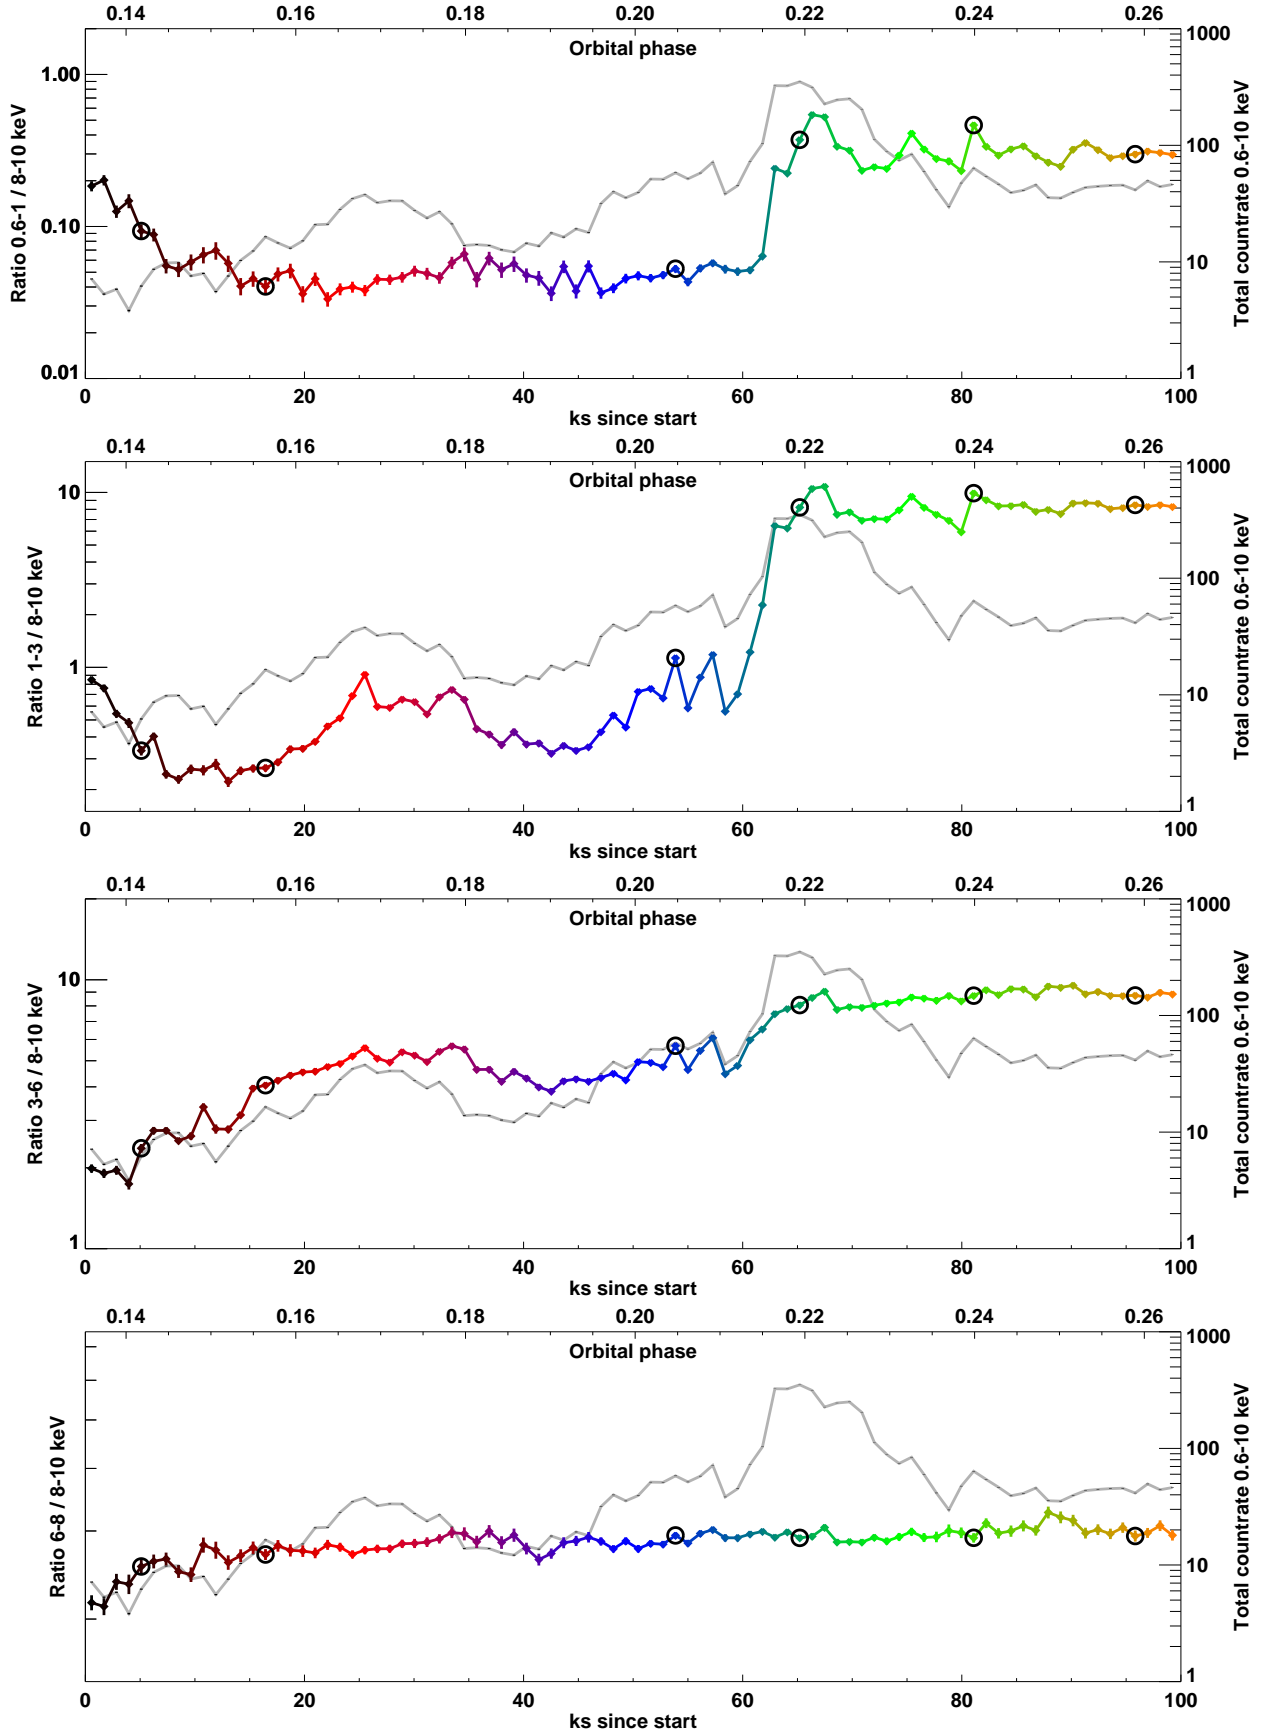 0.14 0.16 0.18 0.20 0.22 0.24 0.26
Orbital phase
1.00
0.10
0.01
Ratio 0.6-1 / 8-10 keV
1000
100
10
1
Total countrate 0.6-10 keV
0 20 40 60 80 100
ks since start
0.14 0.16 0.18 0.20 0.22 0.24 0.26
Orbital phase
10
1
Ratio 1-3 / 8-10 keV
1000
100
10
1
Total countrate 0.6-10 keV
0 20 40 60 80 100
ks since start
0.14 0.16 0.18 0.20 0.22 0.24 0.26
Orbital phase
10
1
Ratio 3-6 / 8-10 keV
1000
100
10
1
Total countrate 0.6-10 keV
0 20 40 60 80 100
ks since start
0.14 0.16 0.18 0.20 0.22 0.24 0.26
Orbital phase
Ratio 6-8 / 8-10 keV
1000
100
10
1
Total countrate 0.6-10 keV
0 20 40 60 80 100
ks since start